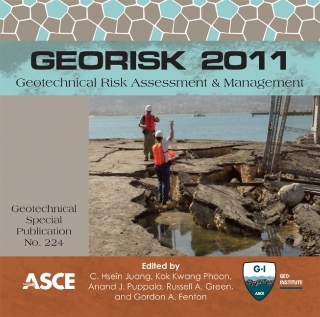 GEORISK 2011
Geotechnical Risk Assessment & Management
Geotechnical
Special
Publication
No. 224
ASCE
Edited by
C. Hsein Juang, Kok Kwang Phoon,
Anand J. Puppala, Russell A. Green,
and Gordon A. Fenton
G-I
ASCE
GEO
INSTITUTE